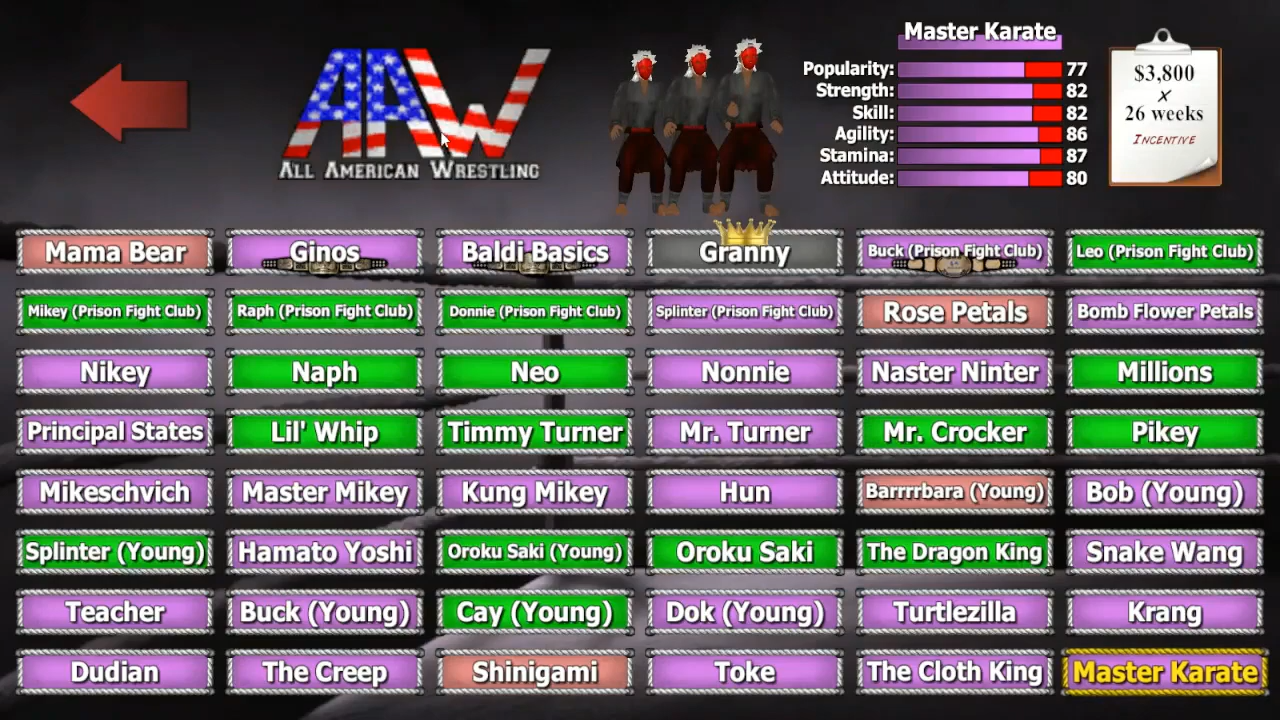 AAW
ALL AMERICAN WRESTLING
Master Karate
Popularity: 77
Strength: 82
Skill: 82
Agility: 86
Stamina: 87
Attitude: 80
$3,800
x
26 weeks
INCENTIVE
Mama Bear
Ginos
Baldi Basics
Granny
Buck (Prison Fight Club)
Leo (Prison Fight Club)
Mikey (Prison Fight Club)
Raph (Prison Fight Club)
Donnie (Prison Fight Club)
Splinter (Prison Fight Club)
Rose Petals
Bomb Flower Petals
Nikey
Naph
Neo
Nonnie
Naster Ninter
Millions
Principal States
Lil' Whip
Timmy Turner
Mr. Turner
Mr. Crocker
Pikey
Mikeschvich
Master Mikey
Kung Mikey
Hun
Barrrrbara (Young)
Bob (Young)
Splinter (Young)
Hamato Yoshi
Oroku Saki (Young)
Oroku Saki
The Dragon King
Snake Wang
Teacher
Buck (Young)
Cay (Young)
Dok (Young)
Turtlezilla
Krang
Dudian
The Creep
Shinigami
Toke
The Cloth King
Master Karate